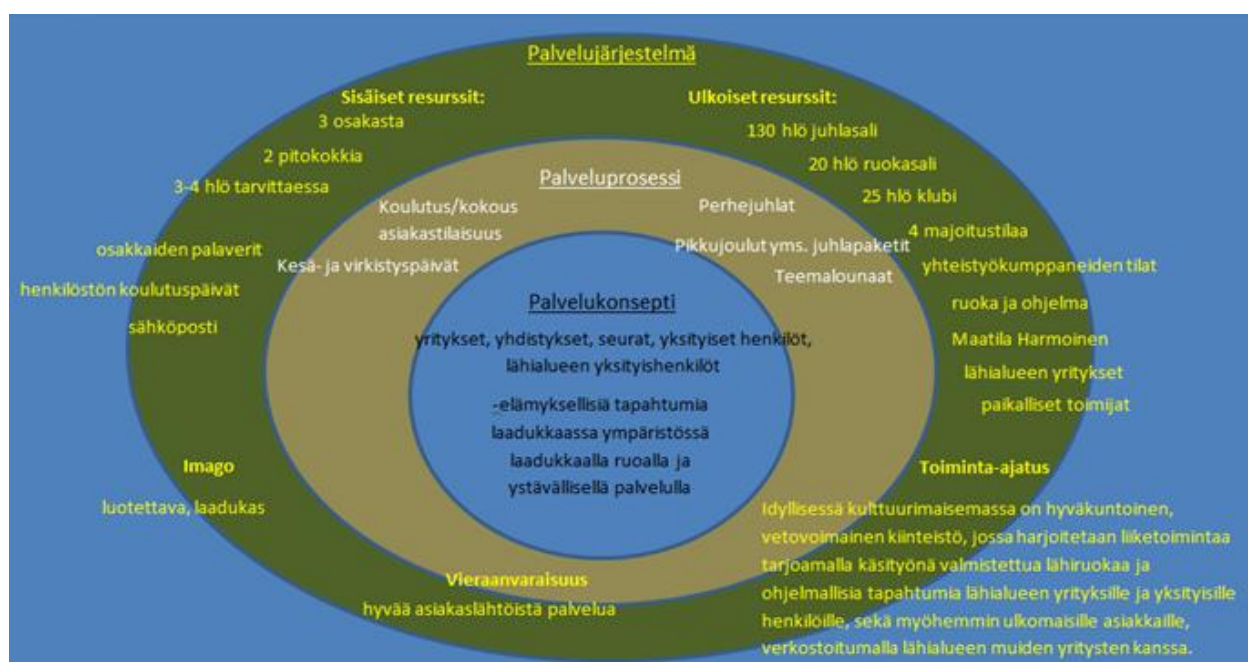 Palvelujärjestelmä
Sisäiset resurssit:
3 osakasta
2 pitokokkia
3-4 hlö tarvittaessa
osakkaiden palaverit
henkilöstön koulutuspäivät
sähköposti
Ulkoiset resurssit:
130 hlö juhlasali
20 hlö ruokasali
25 hlö klubi
4 majoitustilaa
yhteistyökumppaneiden tilat
ruoka ja ohjelma
Maatila Harmoinen
lähialueen yritykset
paikalliset toimijat
Palveluprosessi
Koulutus/kokous
asiakastilaisuus
Kesä- ja virkistyspäivät
Perhejuhlat
Pikkujoulut yms. juhlapaketit
Teemalounaat
Palvelukonsepti
yritykset, yhdistykset, seurat, yksityiset henkilöt,
lähialueen yksityishenkilöt
-elämyksellisiä tapahtumia
laadukkaassa ympäristössä
laadukkaalla ruoalla ja
ystävällisellä palvelulla
Imago
luotettava, laadukas
Vieraanvaraisuus
hyvää asiakaslähtöistä palvelua
Toiminta-ajatus
Idyllisessä kulttuurimaisemassa on hyväkuntoinen,
vetovoimainen kiinteistö, jossa harjoitetaan liiketoimintaa
tarjoamalla käsityönä valmistettua lähiruokaa ja
ohjelmallisia tapahtumia lähialueen yrityksille ja yksityisille
henkilöille, sekä myöhemmin ulkomaisille asiakkaille,
verkostoitumalla lähialueen muiden yritysten kanssa.